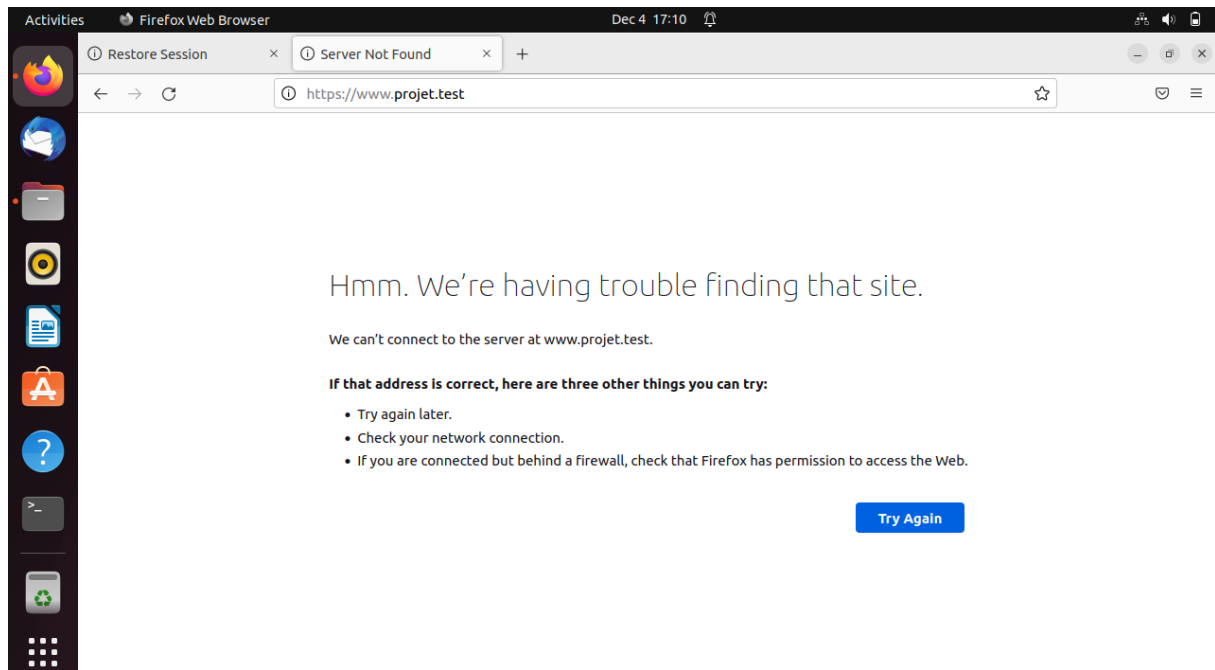 Activities Firefox Web Browser Dec 4 17:10
Restore Session × Server Not Found × +
https://www.projet.test
Hmm. We're having trouble finding that site.
We can't connect to the server at www.projet.test.
If that address is correct, here are three other things you can try:
• Try again later.
• Check your network connection.
• If you are connected but behind a firewall, check that Firefox has permission to access the Web.
Try Again